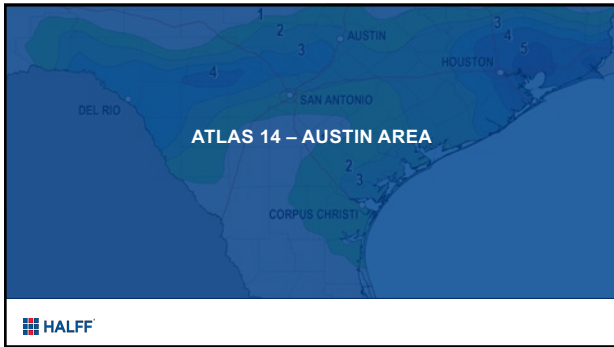 1
2
3
4
AUSTIN
3
4
5
HOUSTON
DEL RIO
SAN ANTONIO
ATLAS 14 – AUSTIN AREA
2
3
CORPUS CHRISTI
HALFF